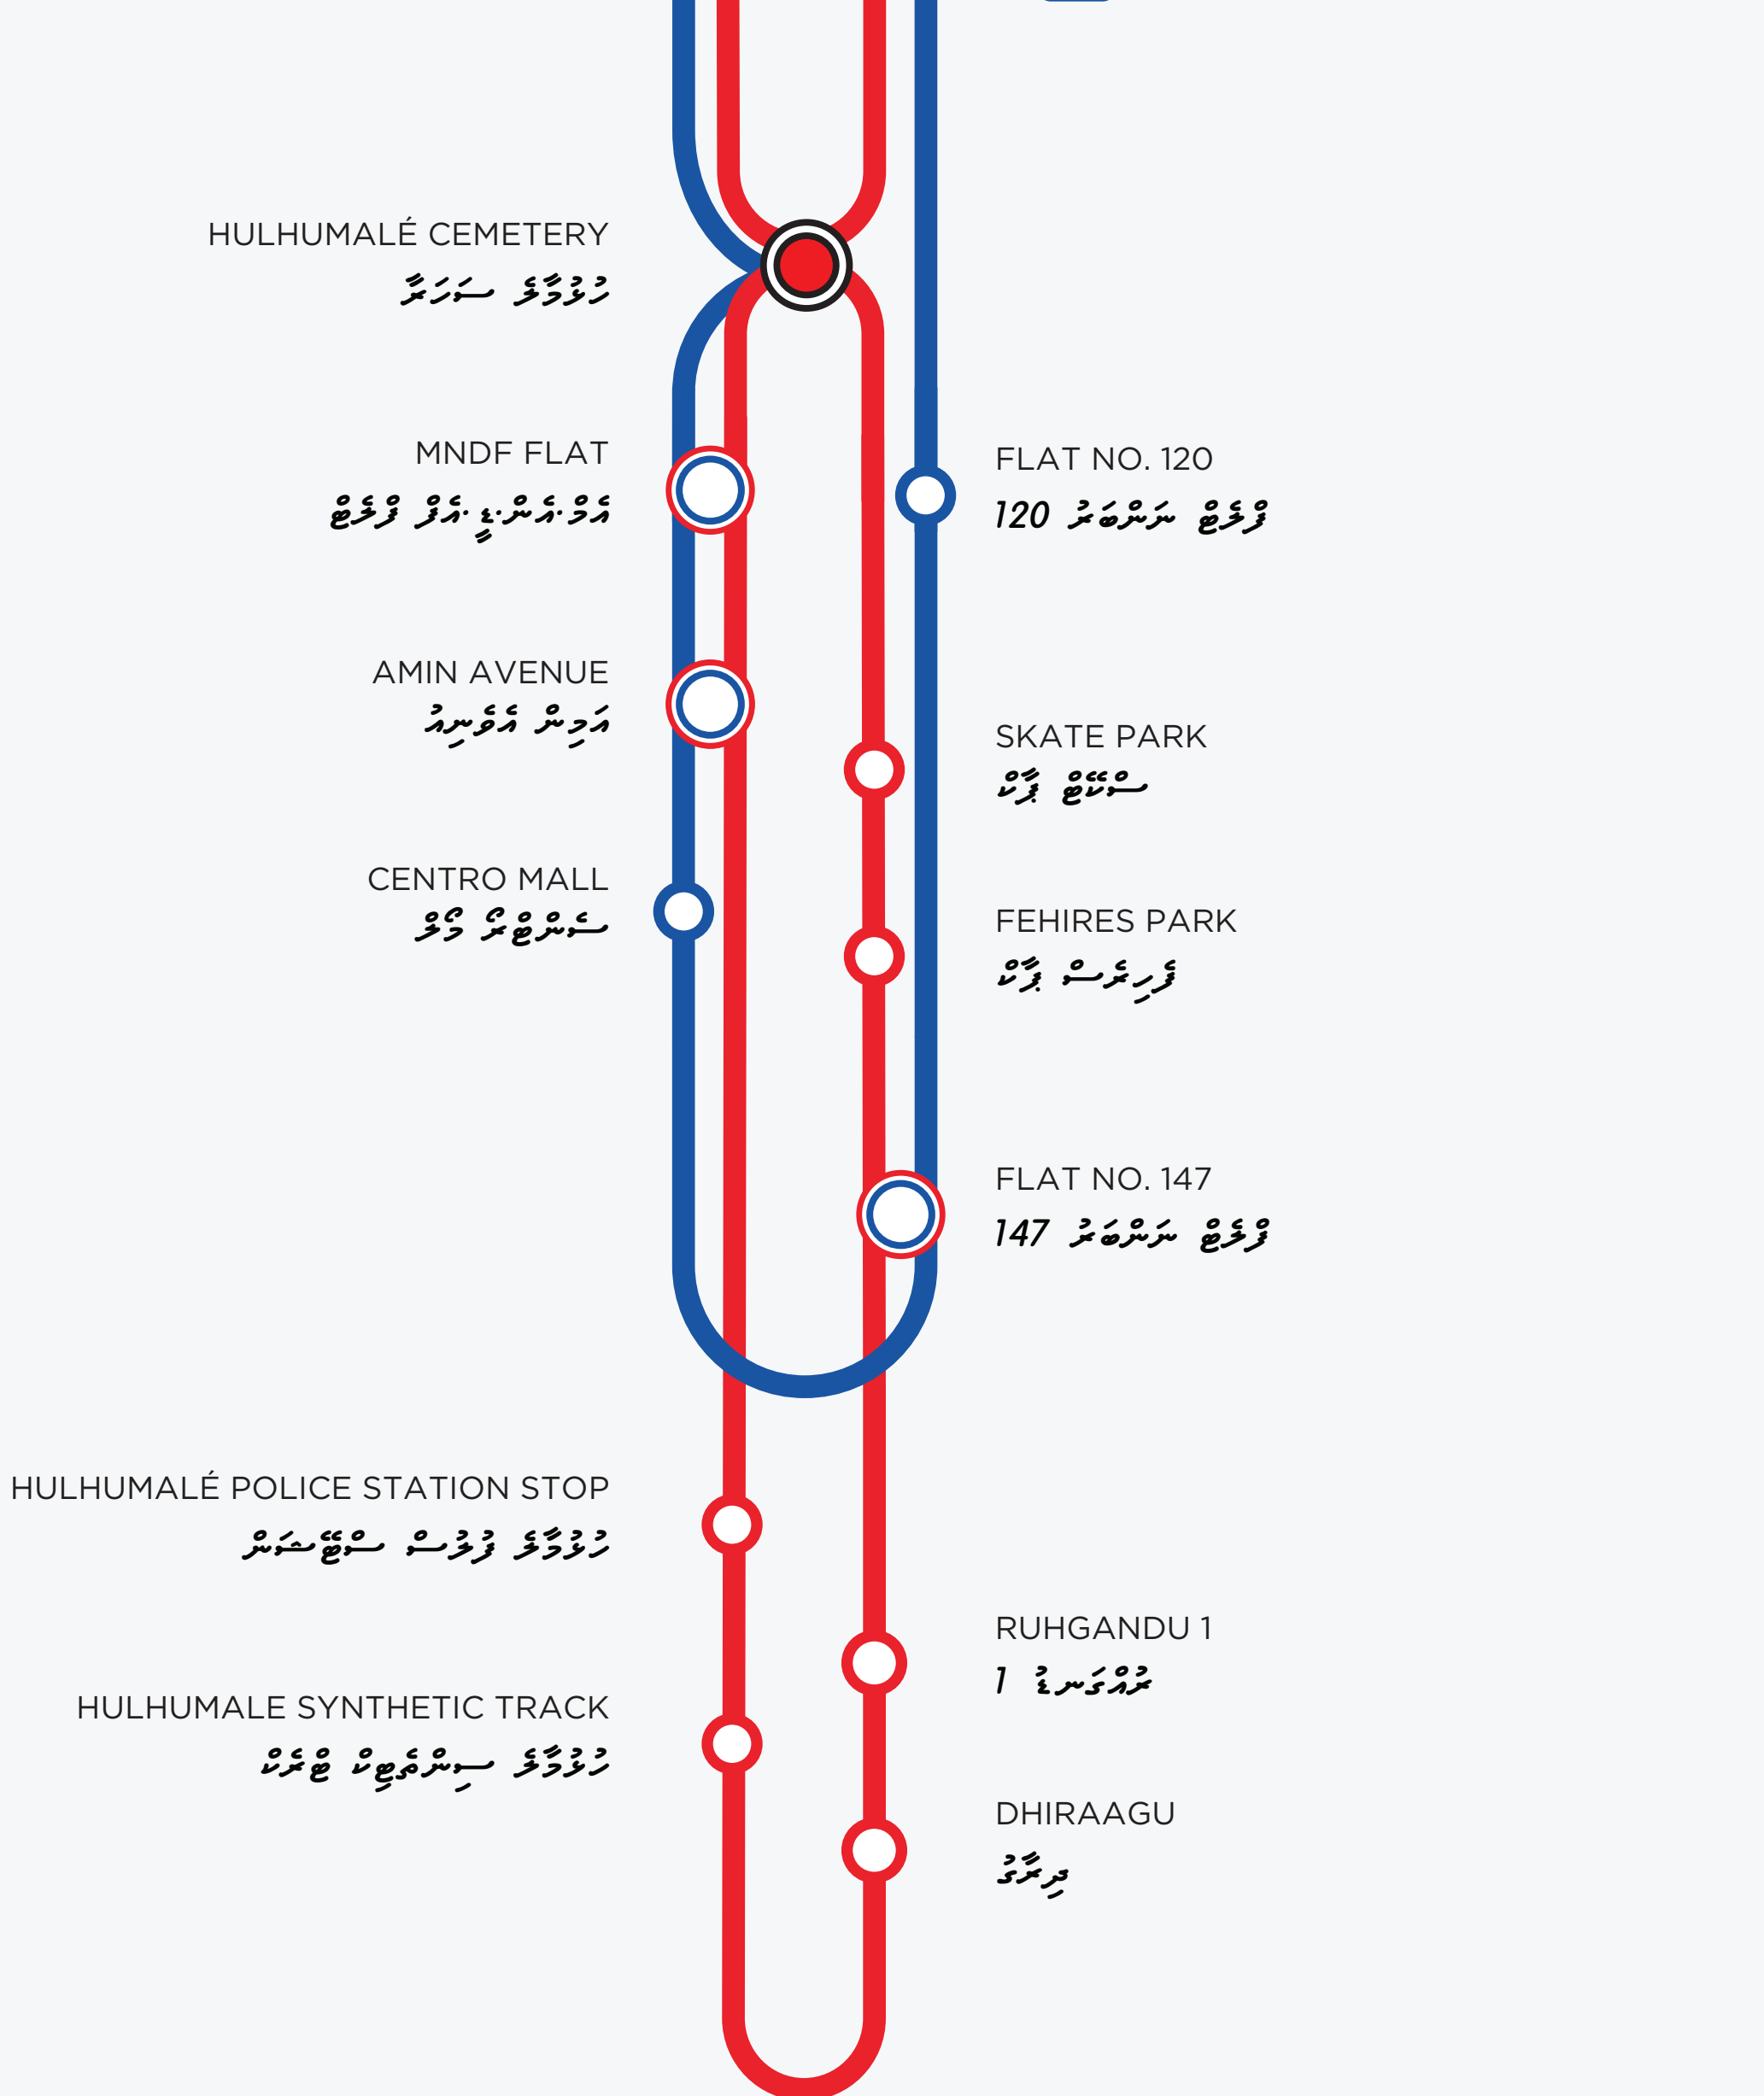 HULHUMALÉ CEMETERY
ހުޅުމާލެ ސަހަރާ
MNDF FLAT
އެމް.އެން.ޑީ.އެފް ފްލެޓް
FLAT NO. 120
ފްލެޓް ނަންބަރު 120
AMIN AVENUE
އަމިން އެވެނިއު
SKATE PARK
ސްކޭޓް ޕާކް
CENTRO MALL
ސެންޓްރޯ މޯލް
FEHIRES PARK
ފެހިރެސް ޕާކް
FLAT NO. 147
ފްލެޓް ނަންބަރު 147
HULHUMALÉ POLICE STATION STOP
ހުޅުމާލެ ފުލުސް ސްޓޭޝަން
RUHGANDU 1
ރުއްގަނޑު 1
HULHUMALE SYNTHETIC TRACK
ހުޅުމާލެ ސިންތެޓިކް ޓްރެކް
DHIRAAGU
ދިރާގު